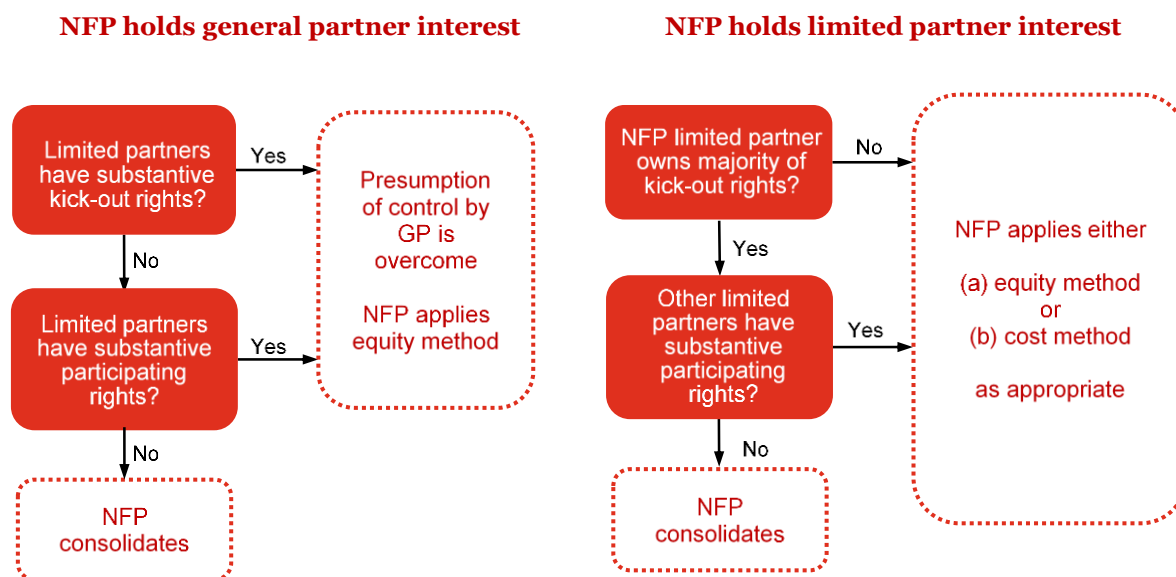 NFP holds general partner interest
Limited partners
have substantive
kick-out rights?
Yes
Presumption
of control by
GP is
overcome
NFP applies
equity method
No
Limited partners
have substantive
participating
rights?
Yes
No
NFP
consolidates
NFP holds limited partner interest
NFP limited partner
owns majority of
kick-out rights?
No
NFP applies either
(a) equity method
or
(b) cost method
as appropriate
Yes
Other limited
partners have
substantive
participating
rights?
Yes
No
NFP
consolidates